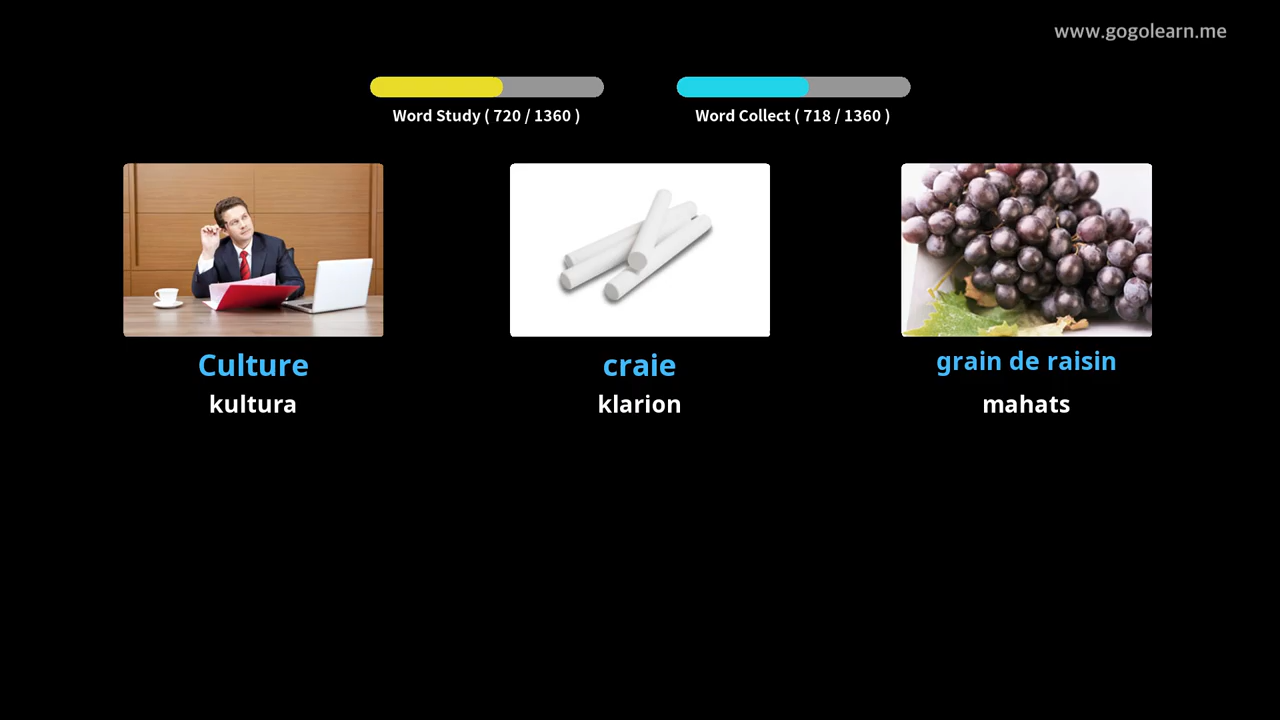 www.gogolearn.me
Word Study ( 720 / 1360 )
Word Collect ( 718 / 1360 )
Culture
kultura
craie
klarion
grain de raisin
mahats